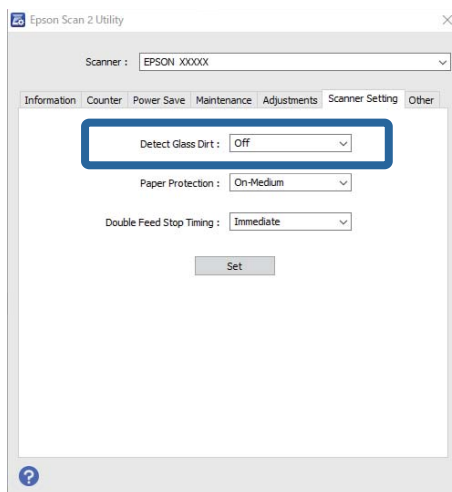 Epson Scan 2 Utility
Scanner : EPSON XXXXX
Information Counter Power Save Maintenance Adjustments Scanner Setting Other
Detect Glass Dirt : Off
Paper Protection : On-Medium
Double Feed Stop Timing : Immediate
Set
?